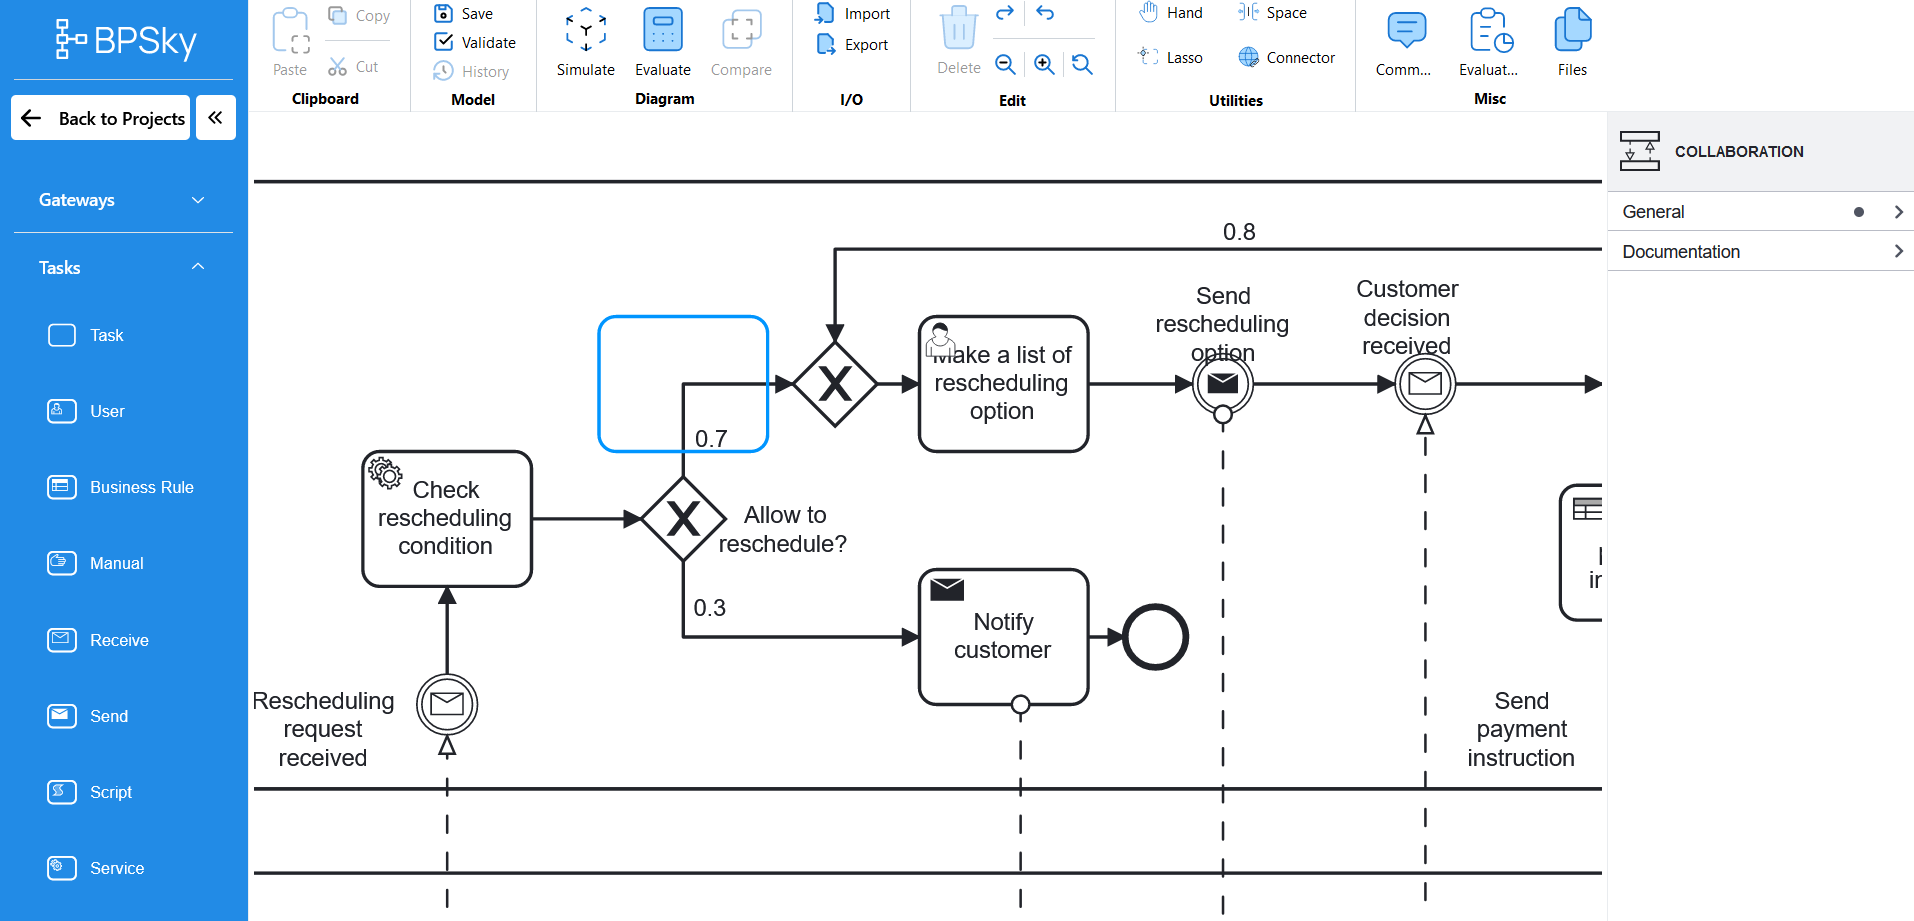 BPSky
Back to Projects
Gateways
Tasks
Task
User
Business Rule
Manual
Receive
Send
Script
Service
Paste
Copy
Cut
Clipboard
Save
Validate
History
Model
Simulate
Evaluate
Compare
Diagram
Import
Export
I/O
Delete
Edit
Hand
Space
Lasso
Connector
Utilities
Comm...
Evaluat...
Files
Misc
COLLABORATION
General
Documentation
0.8
Send
rescheduling
option
Customer
decision
received
Make a list of
rescheduling
option
0.7
Check
rescheduling
condition
Allow to
reschedule?
0.3
Notify
customer
Rescheduling
request
received
Send
payment
instruction